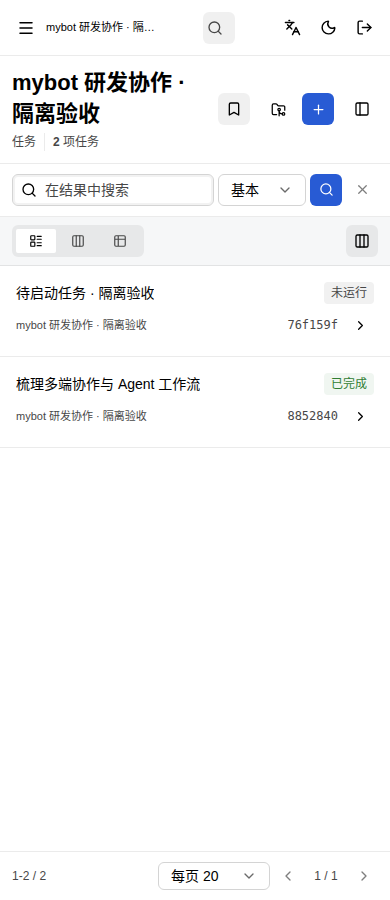 mybot 研发协作 · 隔…
mybot 研发协作 ·
隔离验收
任务 2 项任务
在结果中搜索 基本
待启动任务 · 隔离验收 未运行
mybot 研发协作 · 隔离验收 76f159f
梳理多端协作与 Agent 工作流 已完成
mybot 研发协作 · 隔离验收 8852840
1-2 / 2 每页 20 1 / 1